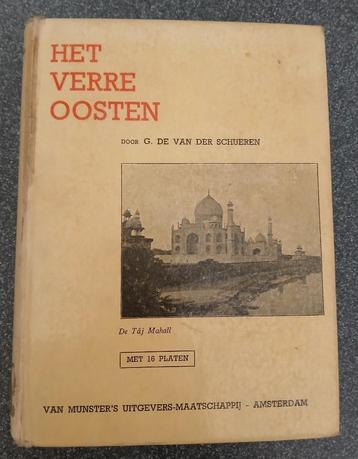 HET
VERRE
OOSTEN
DOOR G. DE VAN DER SCHUEREN
De Tâj Mahall
MET 16 PLATEN
VAN MUNSTER'S UITGEVERS-MAATSCHAPPIJ - AMSTERDAM